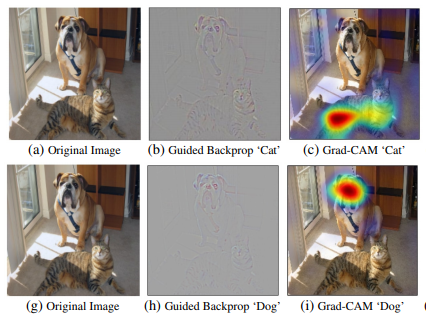 (a) Original Image (b) Guided Backprop ‘Cat’ (c) Grad-CAM ‘Cat’
(g) Original Image (h) Guided Backprop ‘Dog’ (i) Grad-CAM ‘Dog’